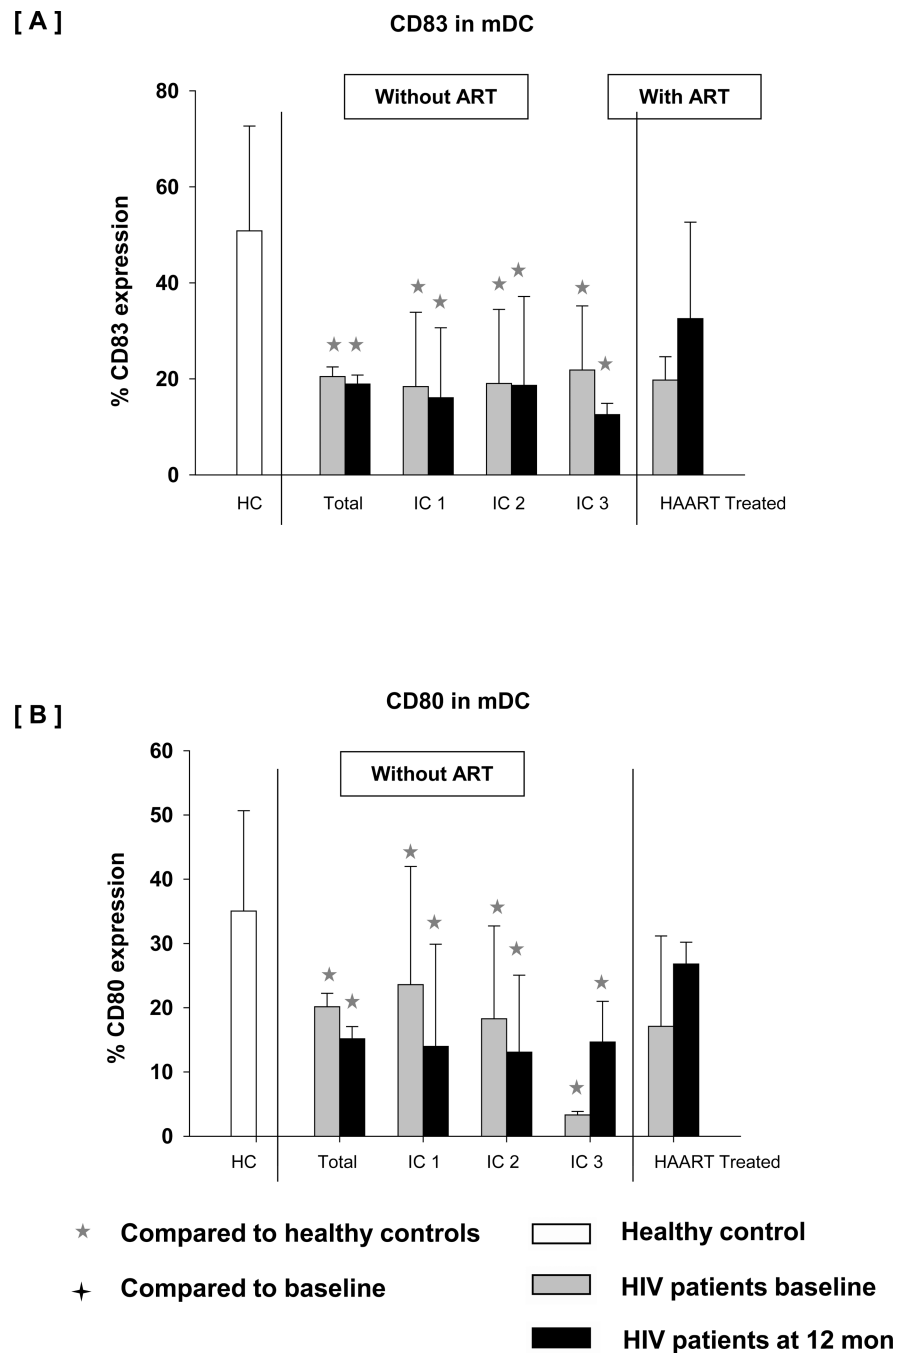 [ A ]
CD83 in mDC
Without ART
With ART
80
60
40
20
0
% CD83 expression
HC Total IC 1 IC 2 IC 3 HAART Treated
CD80 in mDC
[ B ]
Without ART
60
50
40
30
20
10
0
% CD80 expression
HC Total IC 1 IC 2 IC 3 HAART Treated
Compared to healthy controls
Healthy control
Compared to baseline
HIV patients baseline
HIV patients at 12 mon